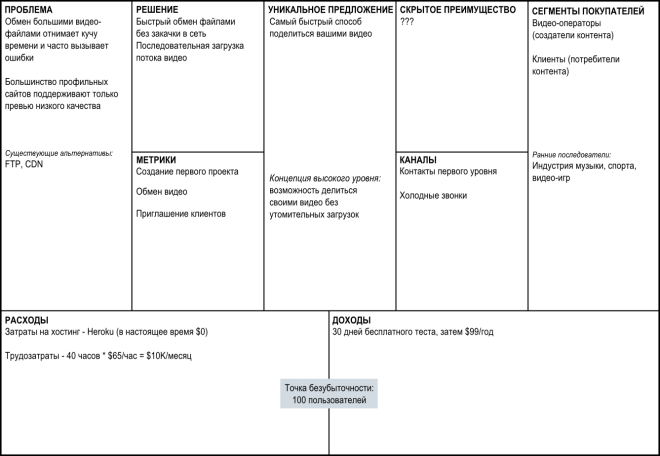 ПРОБЛЕМА
Обмен большими видео-
файлами отнимает кучу
времени и часто вызывает
ошибки
Большинство профильных
сайтов поддерживают только
превью низкого качества
Существующие альтернативы:
FTP, CDN
РЕШЕНИЕ
Быстрый обмен файлами
без закачки в сеть
Последовательная загрузка
потока видео
МЕТРИКИ
Создание первого проекта
Обмен видео
Приглашение клиентов
УНИКАЛЬНОЕ ПРЕДЛОЖЕНИЕ
Самый быстрый способ
поделиться вашими видео
Концепция высокого уровня:
возможность делиться
своими видео без
утомительных загрузок
СКРЫТОЕ ПРЕИМУЩЕСТВО
???
КАНАЛЫ
Контакты первого уровня
Холодные звонки
СЕГМЕНТЫ ПОКУПАТЕЛЕЙ
Видео-операторы
(создатели контента)
Клиенты (потребители
контента)
Ранние последователи:
Индустрия музыки, спорта,
видео-игр
РАСХОДЫ
Затраты на хостинг - Heroku (в настоящее время $0)
Трудозатраты - 40 часов * $65/час = $10K/месяц
ДОХОДЫ
30 дней бесплатного теста, затем $99/год
Точка безубыточности:
100 пользователей